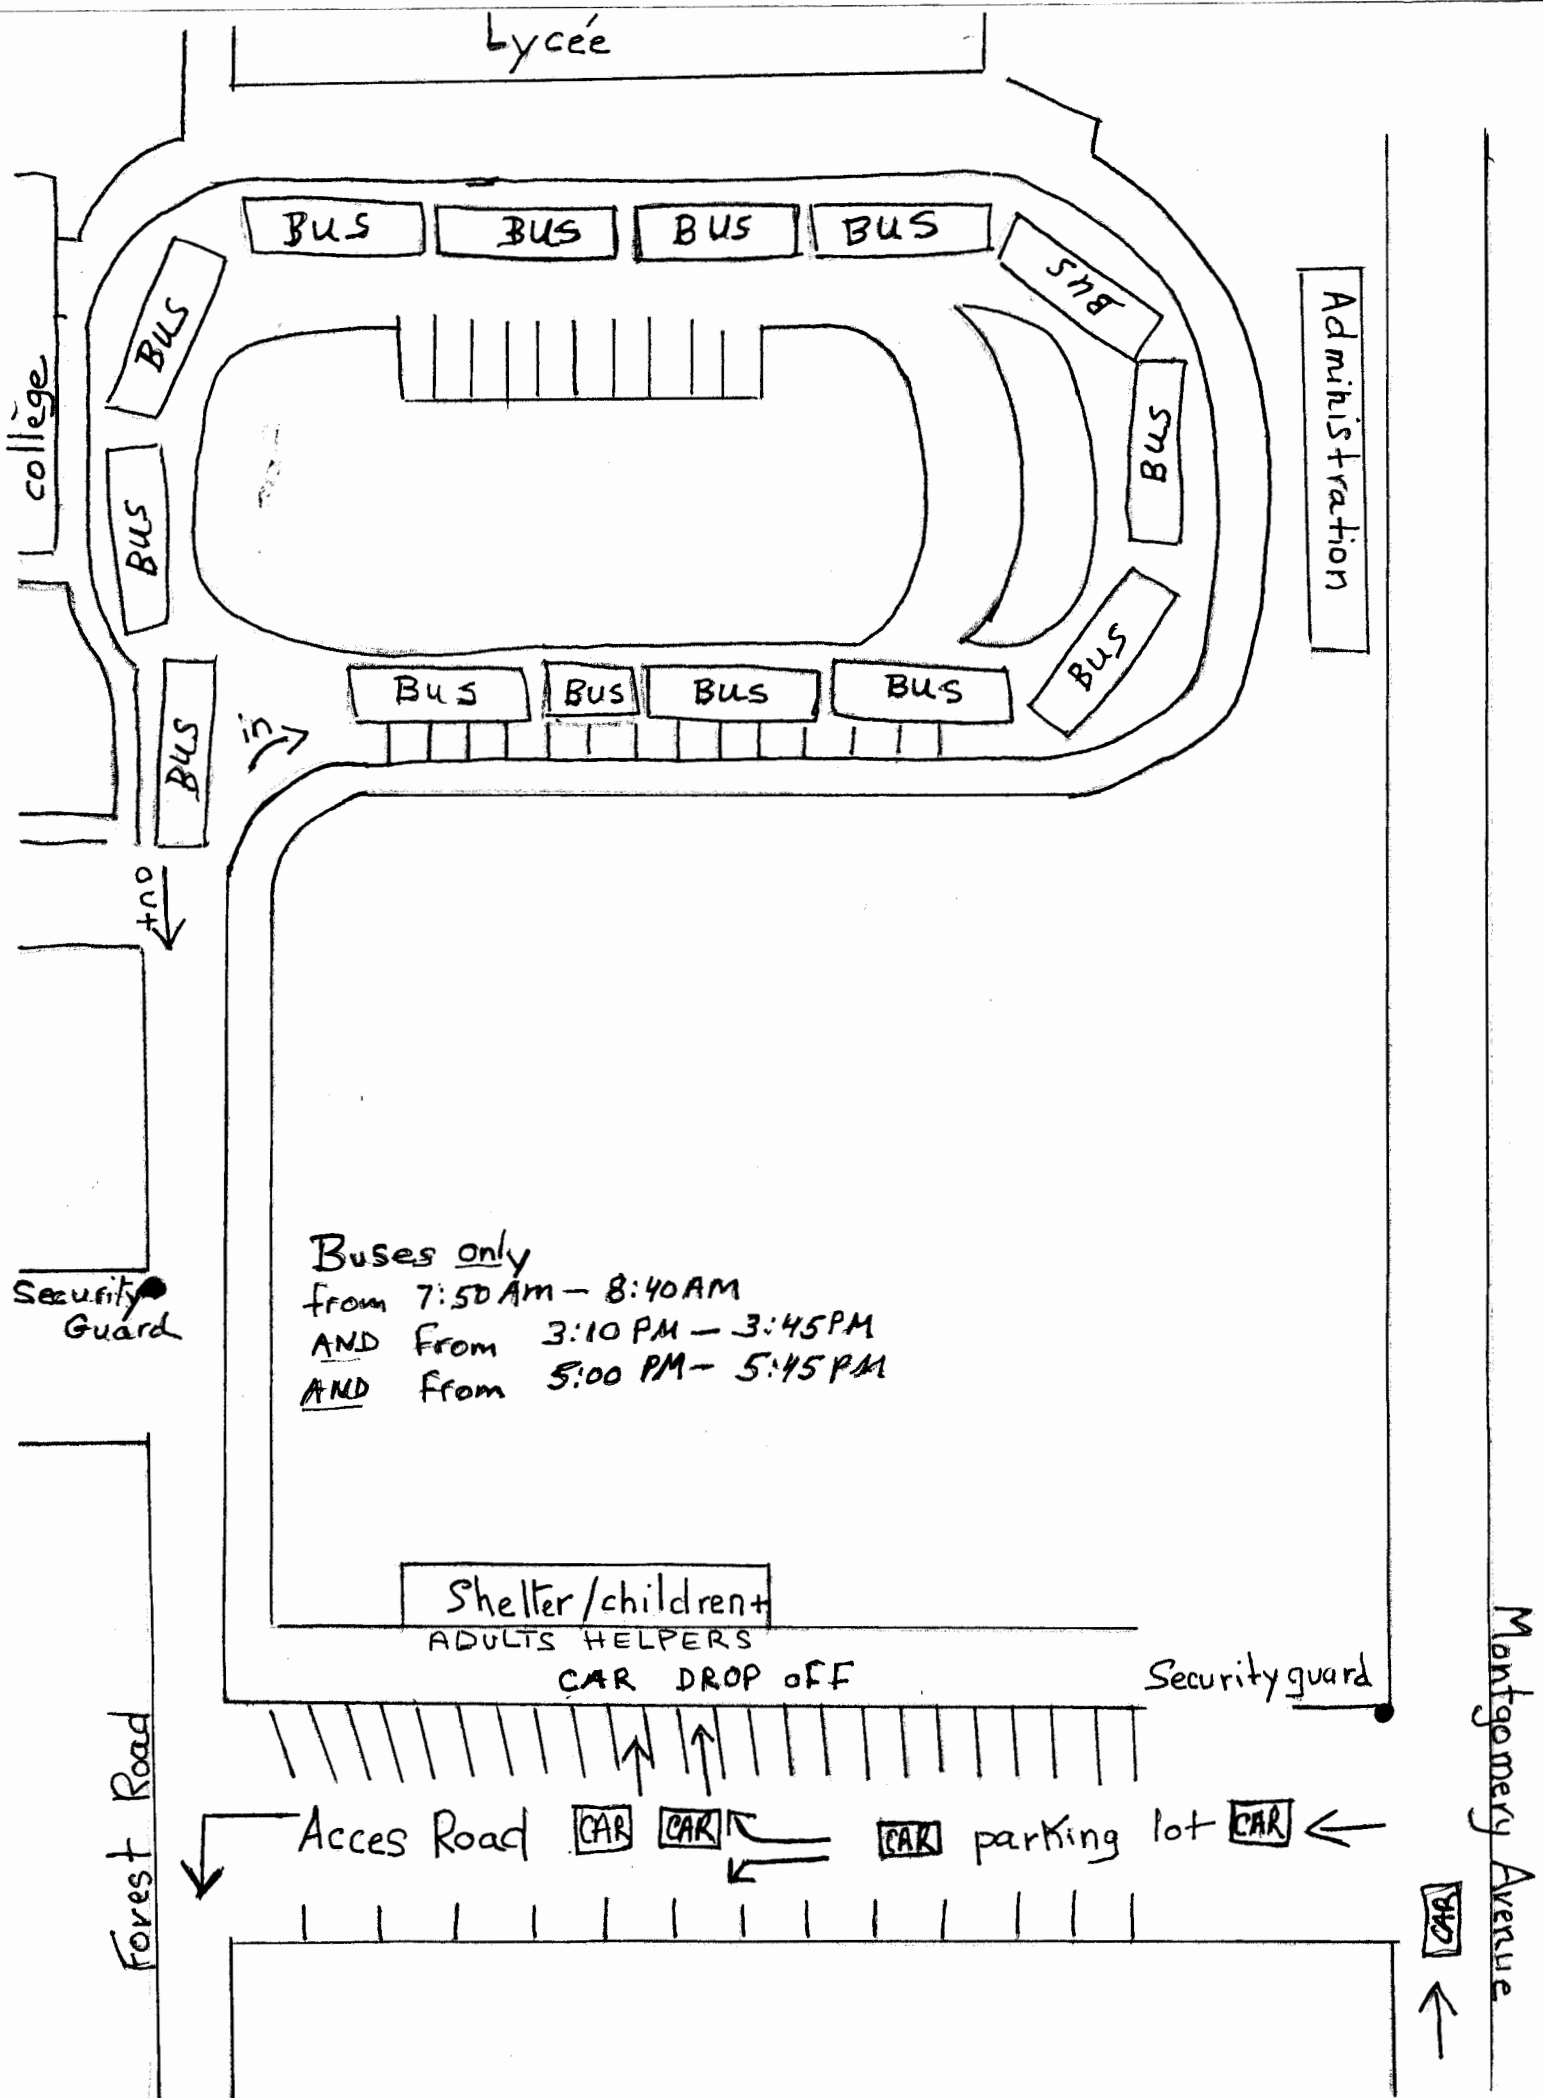 Lycée
BUS
BUS
BUS
BUS
BUS
BUS
Administration
collège
BUS
BUS
BUS
BUS
Bus
Bus
BUS
BUS
BUS
in
out
Buses only
from 7:50 Am - 8:40 AM
AND From 3:10 PM - 3:45 PM
AND From 5:00 PM - 5:45 PM
Security
Guard
Shelter/children+
ADULTS HELPERS
CAR DROP OFF
Security guard
Forest Road
Montgomery Avenue
Acces Road
CAR
CAR
CAR
parking lot
CAR
CAR